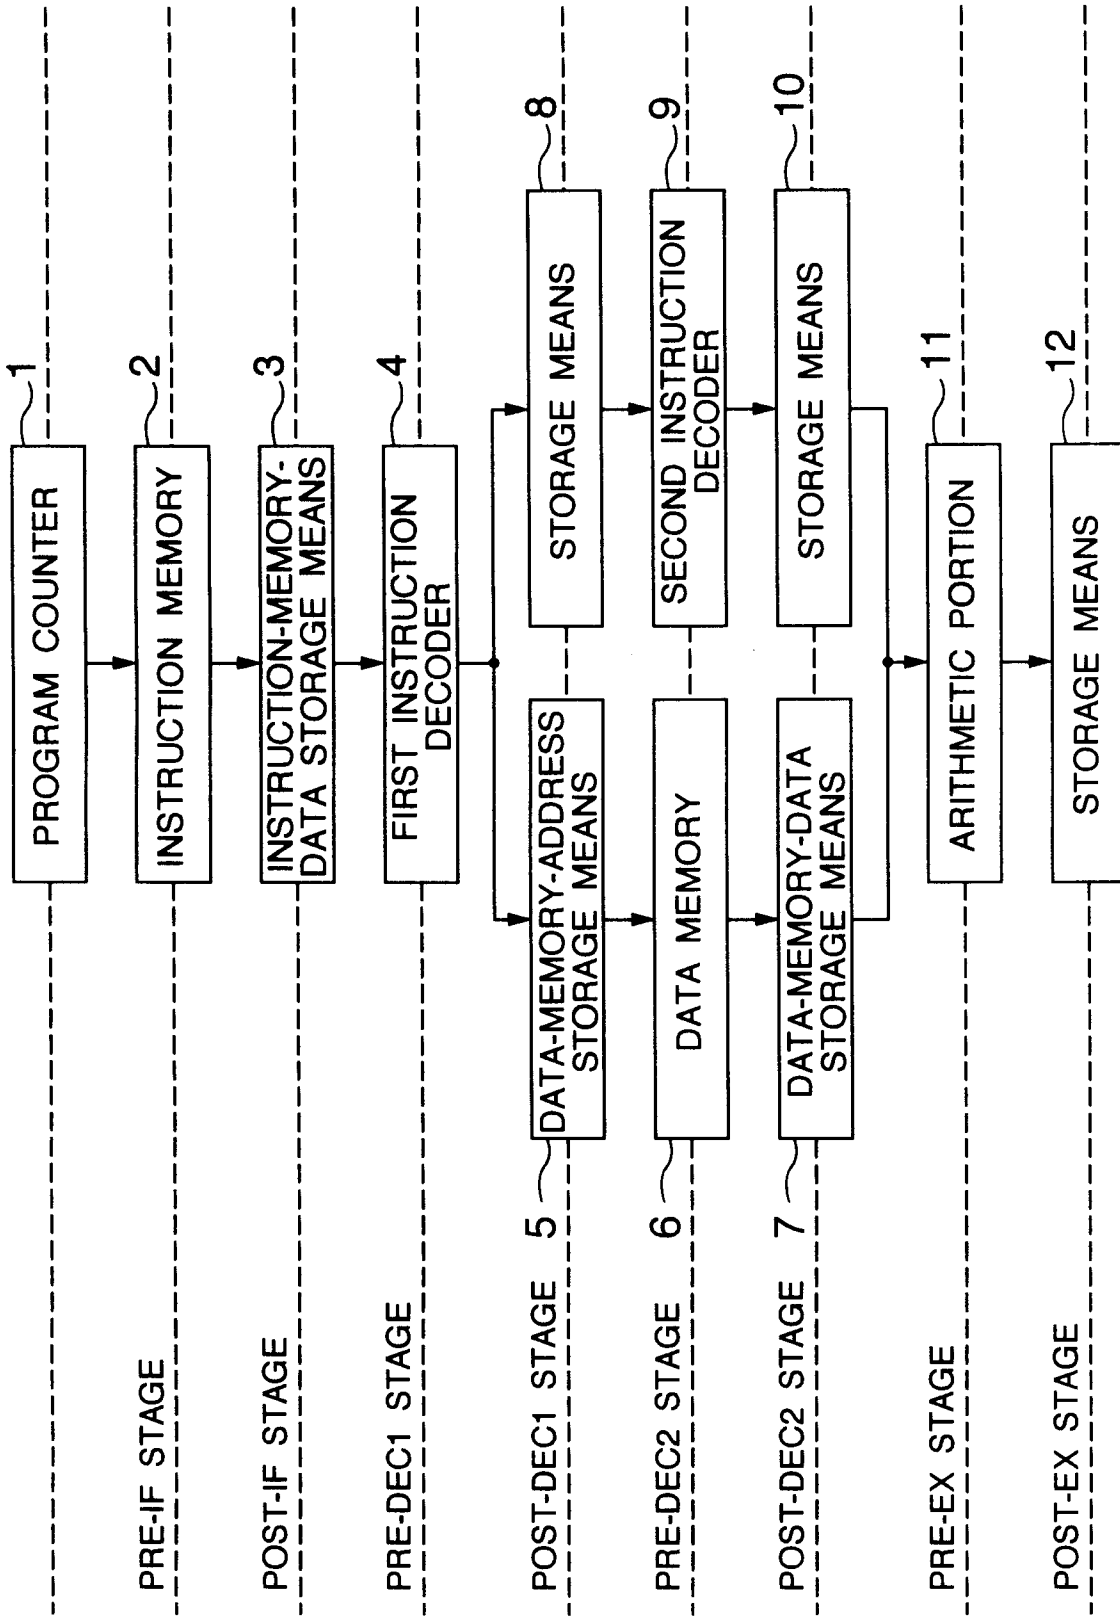 1
PROGRAM COUNTER
PRE-IF STAGE
2
INSTRUCTION MEMORY
POST-IF STAGE
3
INSTRUCTION-MEMORY-
DATA STORAGE MEANS
PRE-DEC1 STAGE
4
FIRST INSTRUCTION
DECODER
POST-DEC1 STAGE
5
DATA-MEMORY-ADDRESS
STORAGE MEANS
8
STORAGE MEANS
PRE-DEC2 STAGE
6
DATA MEMORY
9
SECOND INSTRUCTION
DECODER
POST-DEC2 STAGE
7
DATA-MEMORY-DATA
STORAGE MEANS
10
STORAGE MEANS
PRE-EX STAGE
11
ARITHMETIC PORTION
POST-EX STAGE
12
STORAGE MEANS